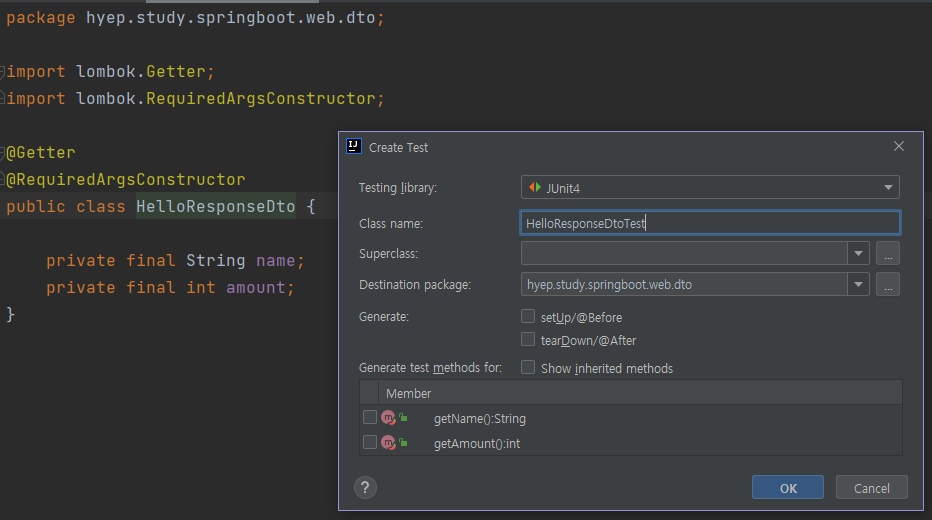 package hyep.study.springboot.web.dto;
import lombok.Getter;
import lombok.RequiredArgsConstructor;
@Getter
@RequiredArgsConstructor
public class HelloResponseDto {
private final String name;
private final int amount;
}
IJ Create Test
Testing library: JUnit4
Class name: HelloResponseDtoTest
Superclass: ...
Destination package: hyep.study.springboot.web.dto ...
Generate: setUp/@Before
tearDown/@After
Generate test methods for: Show inherited methods
Member
m getName():String
m getAmount():int
? OK Cancel